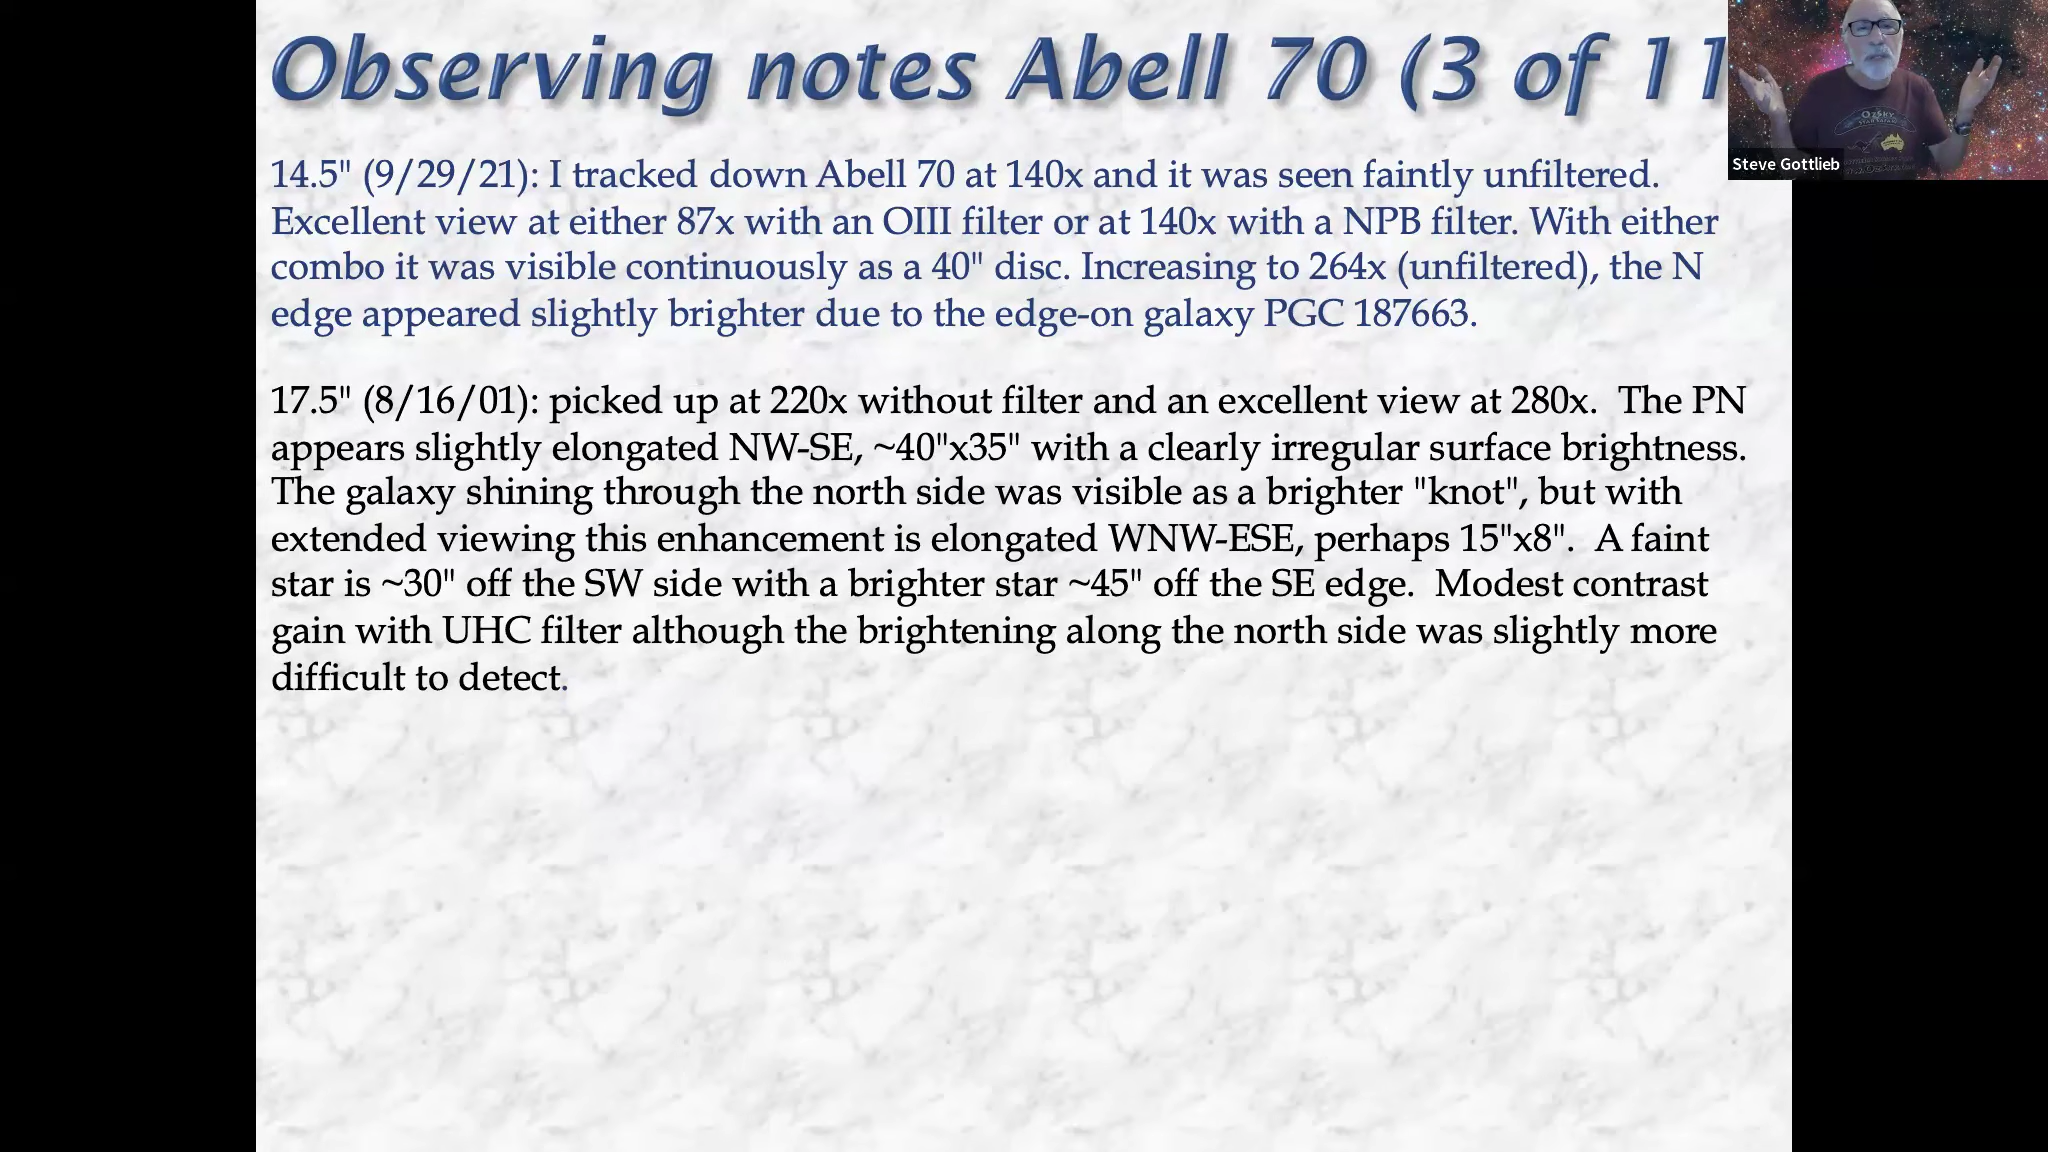 Observing notes Abell 70 (3 of 11
Steve Gottlieb
OzSky
14.5" (9/29/21): I tracked down Abell 70 at 140x and it was seen faintly unfiltered.
Excellent view at either 87x with an OIII filter or at 140x with a NPB filter. With either
combo it was visible continuously as a 40" disc. Increasing to 264x (unfiltered), the N
edge appeared slightly brighter due to the edge-on galaxy PGC 187663.
17.5" (8/16/01): picked up at 220x without filter and an excellent view at 280x.  The PN
appears slightly elongated NW-SE, ~40"x35" with a clearly irregular surface brightness.
The galaxy shining through the north side was visible as a brighter "knot", but with
extended viewing this enhancement is elongated WNW-ESE, perhaps 15"x8".  A faint
star is ~30" off the SW side with a brighter star ~45" off the SE edge.  Modest contrast
gain with UHC filter although the brightening along the north side was slightly more
difficult to detect.